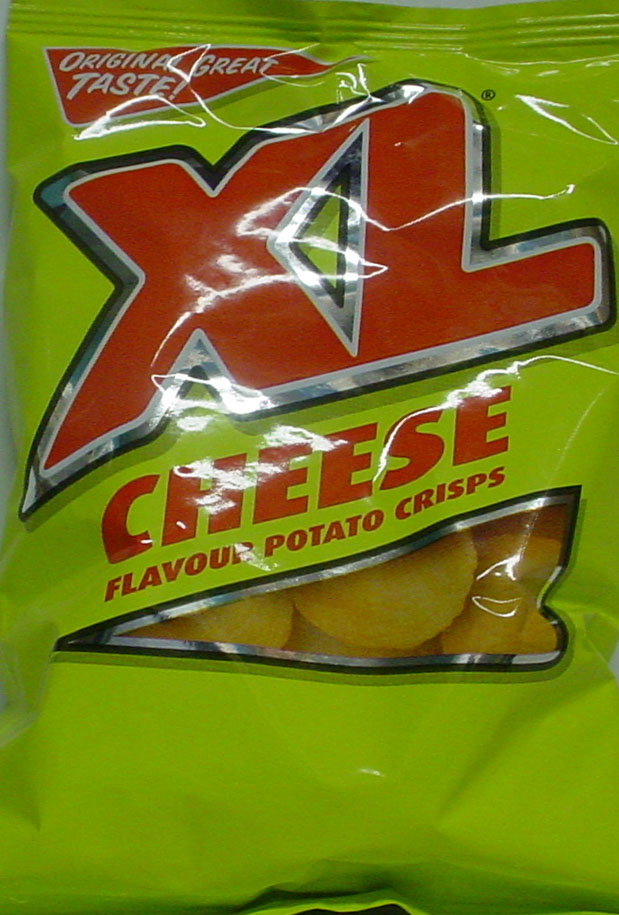 ORIGINAL GREAT
TASTE!
XL®
CHEESE
FLAVOUR POTATO CRISPS